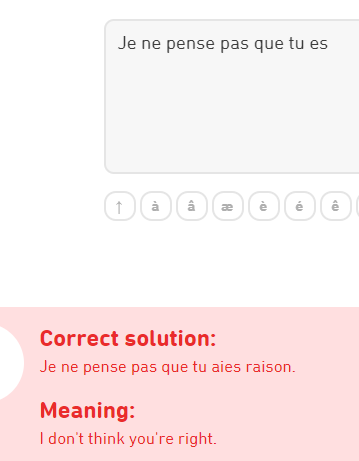 Je ne pense pas que tu es
↑ à â æ è é ê
Correct solution:
Je ne pense pas que tu aies raison.
Meaning:
I don't think you're right.